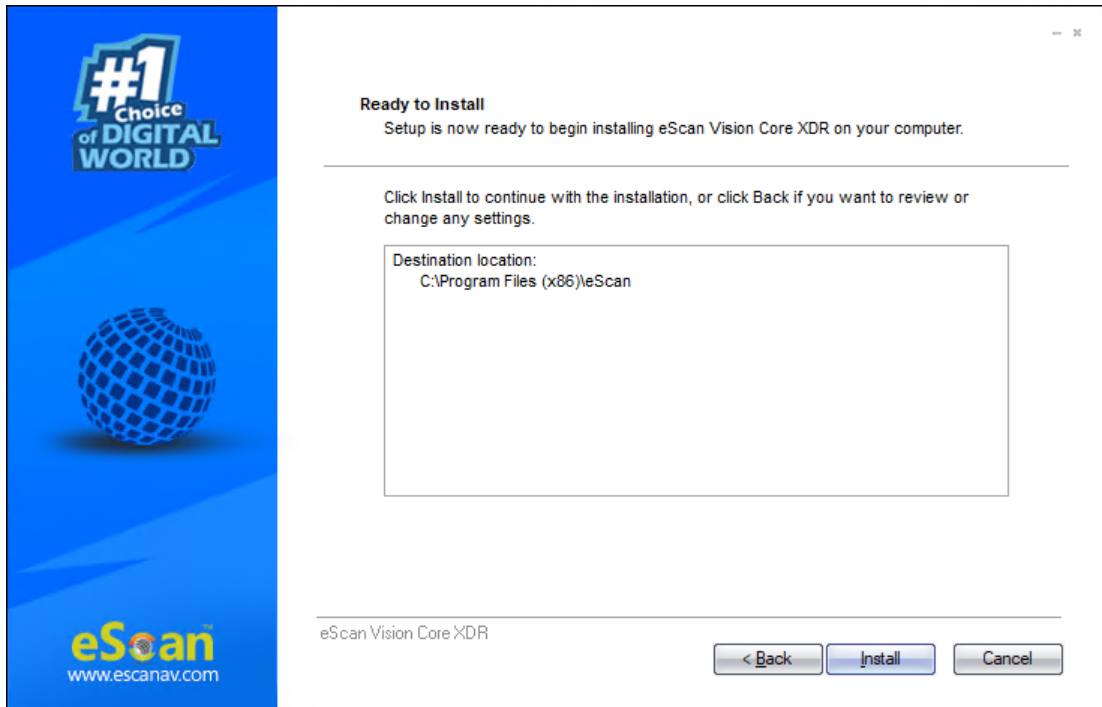 #1
Choice
of DIGITAL
WORLD
Ready to Install
Setup is now ready to begin installing eScan Vision Core XDR on your computer.
Click Install to continue with the installation, or click Back if you want to review or
change any settings.
Destination location:
C:\Program Files (x86)\eScan
eScan Vision Core XDR
< Back
Install
Cancel
eScan™
www.escanav.com